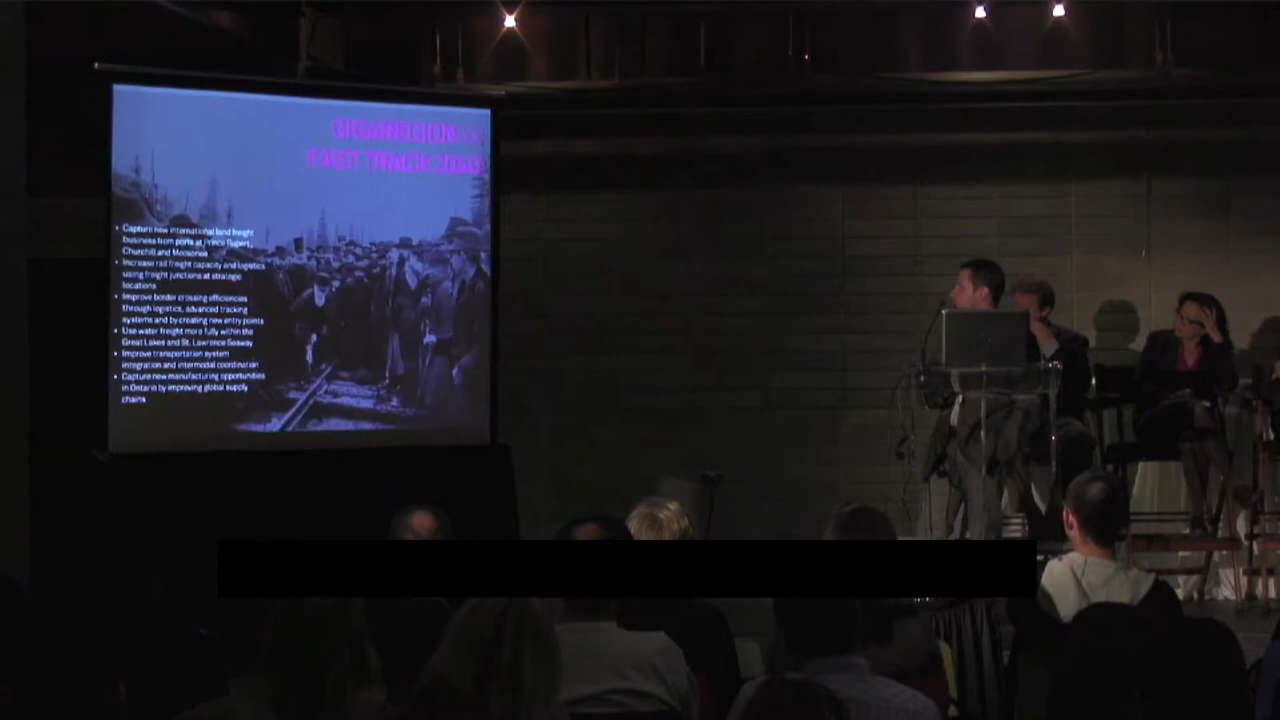 GIGAREGION
FAST TRACK
• Capture new international land freight
business from ports at Prince Rupert,
Churchill and Moosonee
• Increase rail freight capacity and logistics
using freight junctions at strategic
locations
• Improve border crossing efficiencies
through logistics, advanced tracking
systems and by creating new entry points
• Use water freight more fully within the
Great Lakes and St. Lawrence Seaway
• Improve transportation system
integration and intermodal coordination
• Capture new manufacturing opportunities
in Ontario by improving global supply
chains